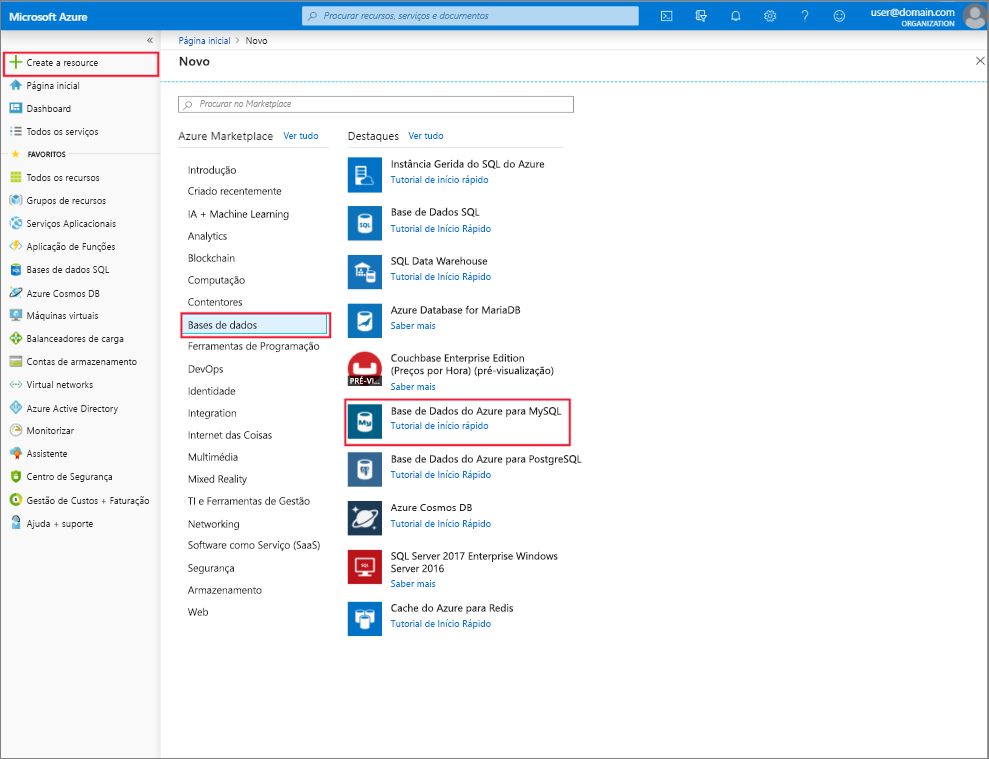 Microsoft Azure
Procurar recursos, serviços e documentos
user@domain.com
ORGANIZATION
Create a resource
Página inicial
Dashboard
Todos os serviços
FAVORITOS
Todos os recursos
Grupos de recursos
Serviços Aplicacionais
Aplicação de Funções
Bases de dados SQL
Azure Cosmos DB
Máquinas virtuais
Balanceadores de carga
Contas de armazenamento
Virtual networks
Azure Active Directory
Monitorizar
Assistente
Centro de Segurança
Gestão de Custos + Faturação
Ajuda + suporte
Página inicial > Novo
Novo
Procurar no Marketplace
Azure Marketplace Ver tudo
Introdução
Criado recentemente
IA + Machine Learning
Analytics
Blockchain
Computação
Contentores
Bases de dados
Ferramentas de Programação
DevOps
Identidade
Integration
Internet das Coisas
Multimédia
Mixed Reality
TI e Ferramentas de Gestão
Networking
Software como Serviço (SaaS)
Segurança
Armazenamento
Web
Destaques Ver tudo
Instância Gerida do SQL do Azure
Tutorial de início rápido
SQL
Base de Dados SQL
Tutorial de Início Rápido
SQL Data Warehouse
Tutorial de Início Rápido
Azure Database for MariaDB
Saber mais
PRÉ-VI...
Couchbase Enterprise Edition
(Preços por Hora) (pré-visualização)
Saber mais
My
Base de Dados do Azure para MySQL
Tutorial de início rápido
Base de Dados do Azure para PostgreSQL
Tutorial de Início Rápido
Azure Cosmos DB
Tutorial de Início Rápido
SQL Server 2017 Enterprise Windows
Server 2016
Saber mais
Cache do Azure para Redis
Tutorial de Início Rápido